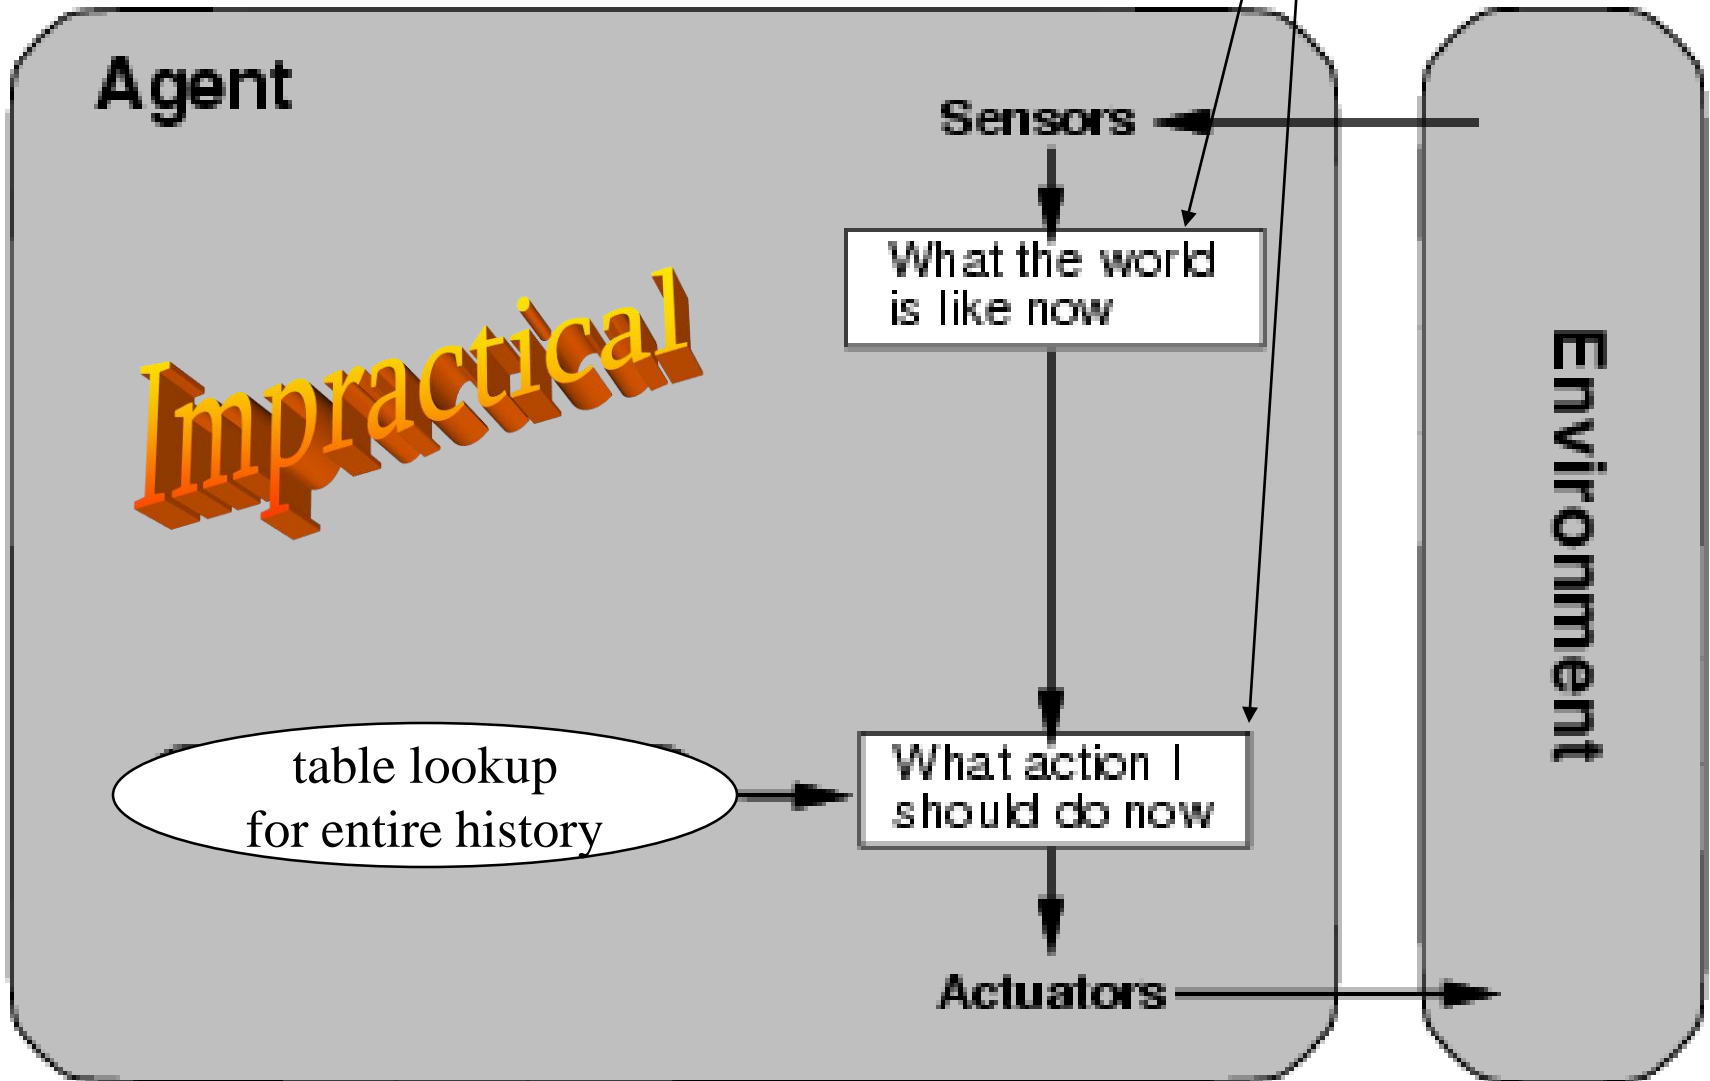 Agent
Sensors
What the world
is like now
Impractical
Environment
table lookup
for entire history
What action I
should do now
Actuators